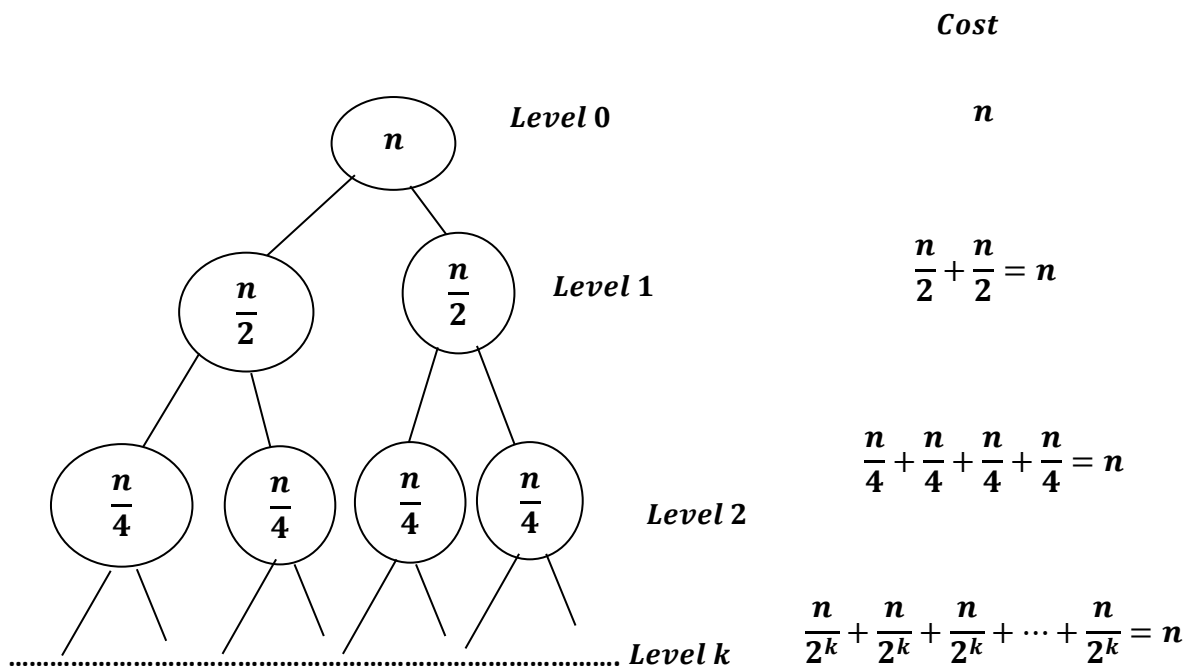 Cost
n
Level 0
n
n/2
n/2
Level 1
n/2 + n/2 = n
n/4
n/4
n/4
n/4
Level 2
n/4 + n/4 + n/4 + n/4 = n
Level k
n/2^k + n/2^k + n/2^k + ⋯ + n/2^k = n